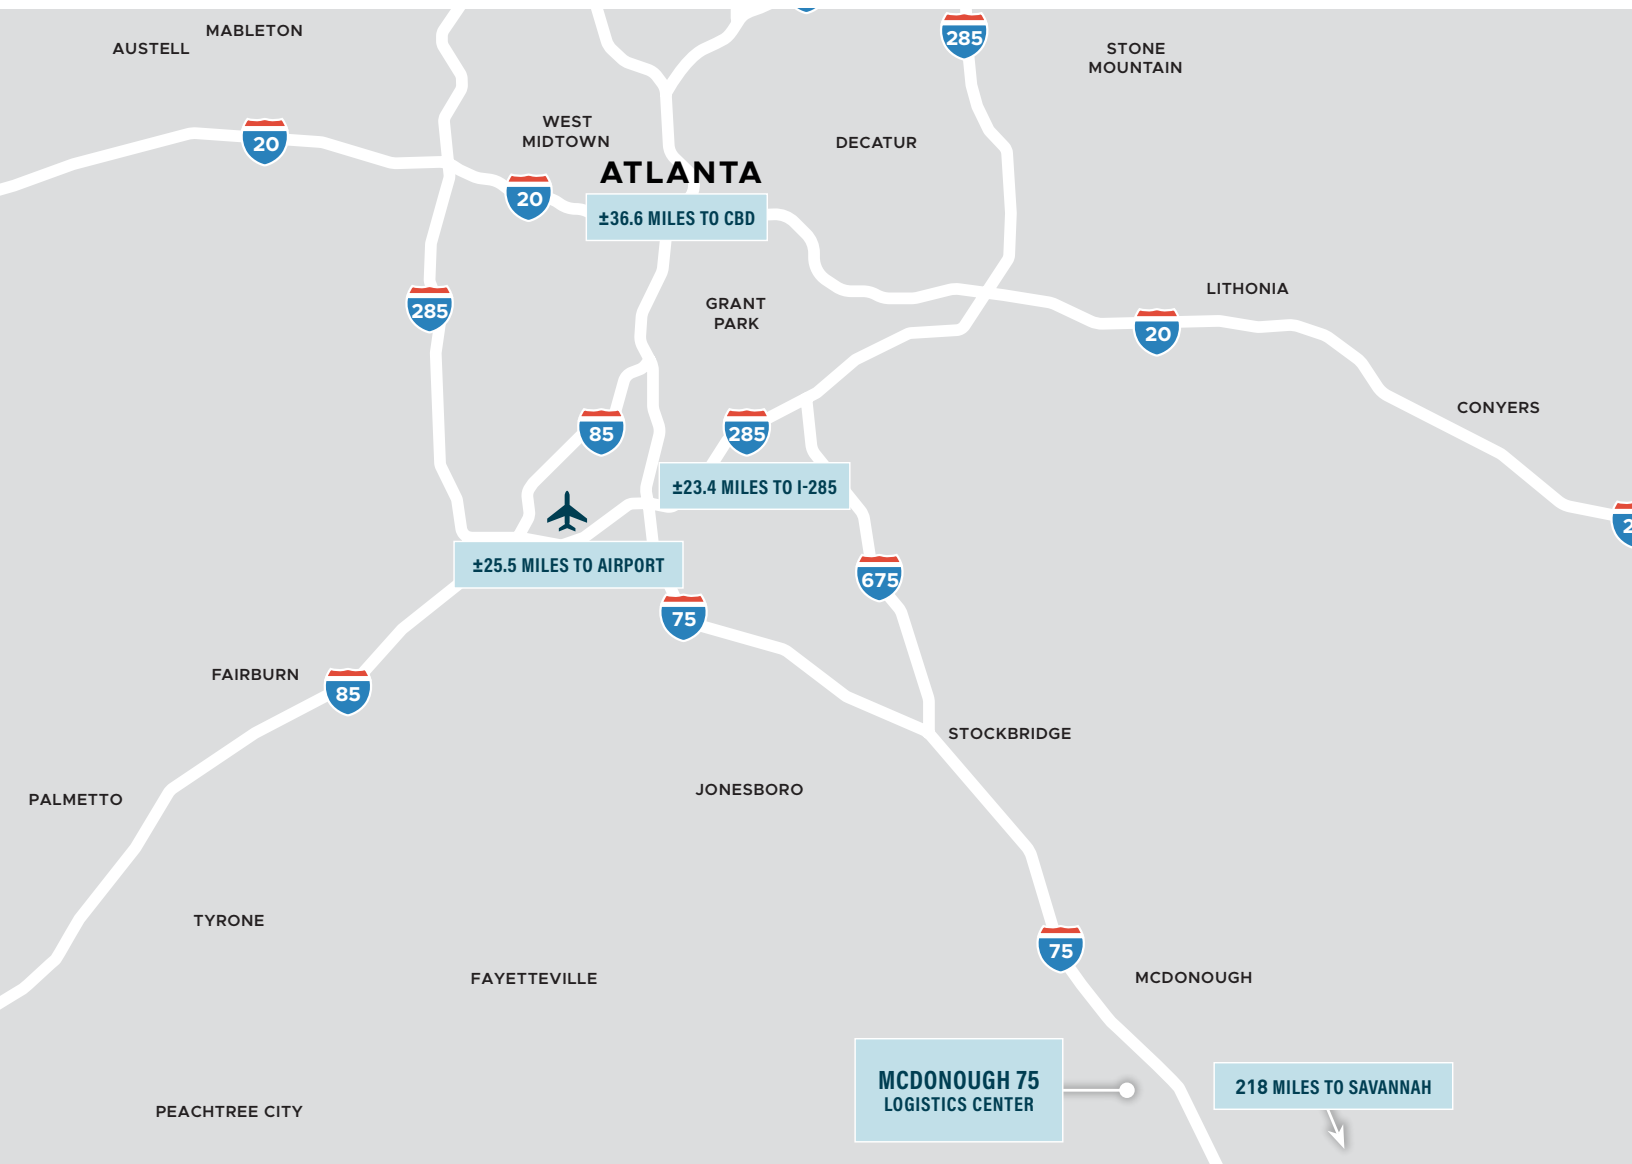 MABLETON
AUSTELL
285
STONE
MOUNTAIN
WEST
MIDTOWN
DECATUR
20
ATLANTA
20
±36.6 MILES TO CBD
LITHONIA
285
GRANT
PARK
20
CONYERS
85
285
±23.4 MILES TO I-285
2
±25.5 MILES TO AIRPORT
675
75
FAIRBURN
85
STOCKBRIDGE
JONESBORO
PALMETTO
TYRONE
75
FAYETTEVILLE
MCDONOUGH
MCDONOUGH 75
LOGISTICS CENTER
218 MILES TO SAVANNAH
PEACHTREE CITY